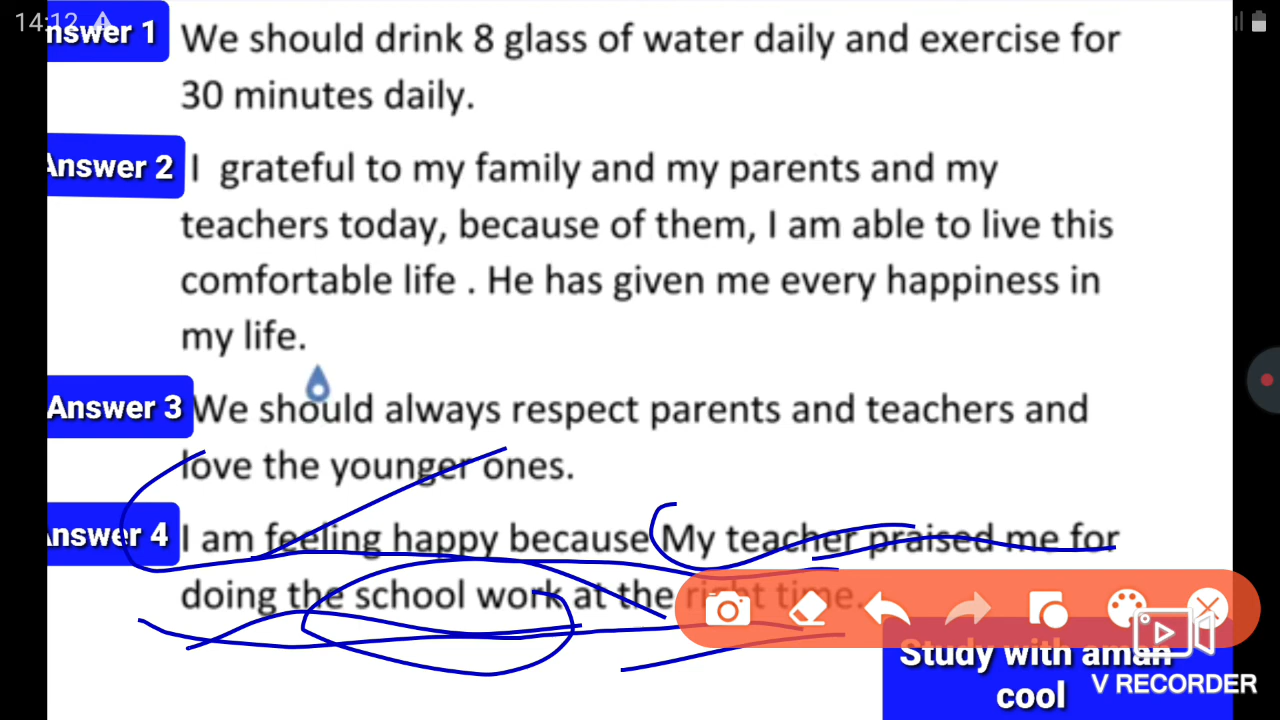 14:12
nswer 1
We should drink 8 glass of water daily and exercise for
30 minutes daily.
Answer 2
I grateful to my family and my parents and my
teachers today, because of them, I am able to live this
comfortable life . He has given me every happiness in
my life.
Answer 3
We should always respect parents and teachers and
love the younger ones.
nswer 4
I am feeling happy because My teacher praised me for
doing the school work at the right time.
Study with aman
cool
V RECORDER